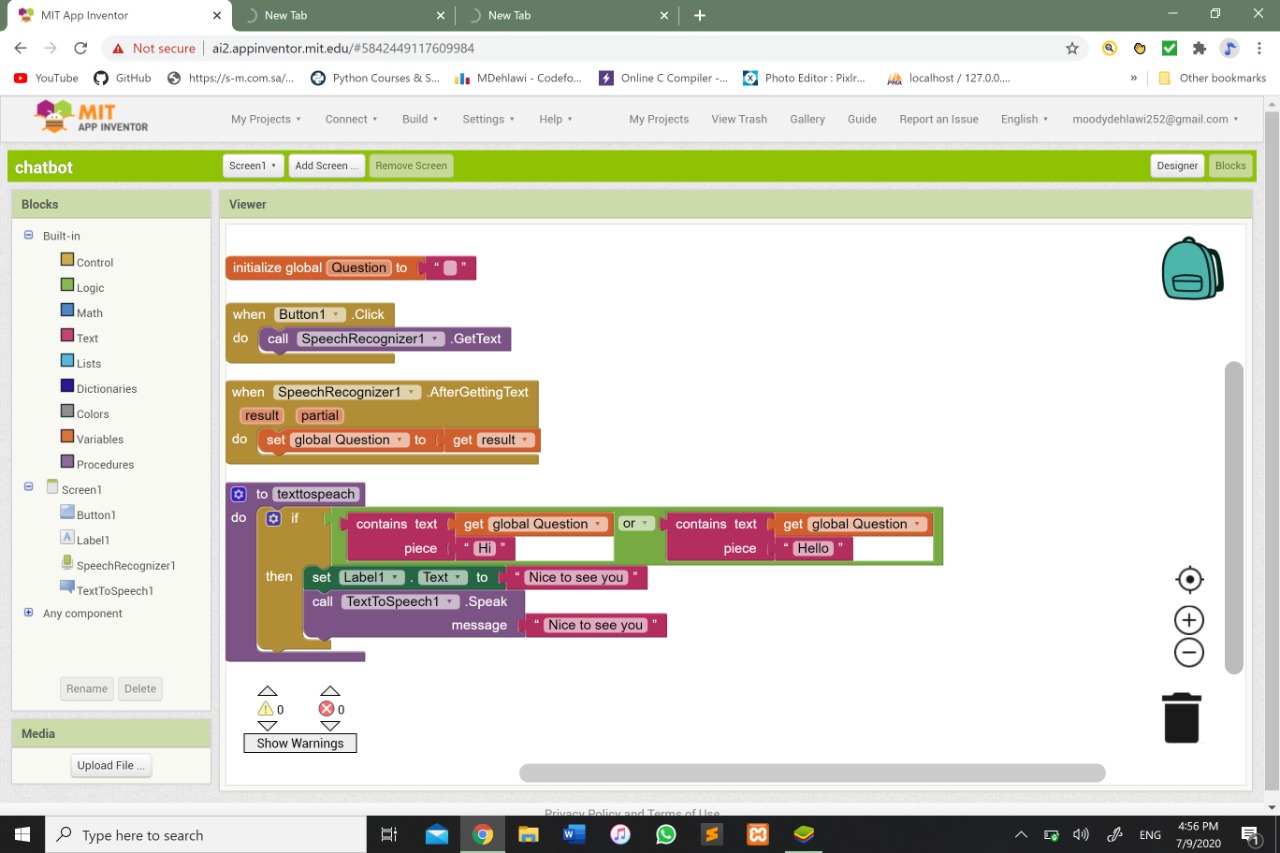 MIT App Inventor
New Tab
New Tab
Not secure
ai2.appinventor.mit.edu/#5842449117609984
YouTube
GitHub
https://s-m.com.sa/...
Python Courses & S...
MDehlawi - Codefo...
Online C Compiler -...
Photo Editor : Pixlr...
localhost / 127.0.0....
»
Other bookmarks
MIT
APP INVENTOR
My Projects
Connect
Build
Settings
Help
My Projects
View Trash
Gallery
Guide
Report an Issue
English
moodydehlawi252@gmail.com
chatbot
Screen1
Add Screen ...
Remove Screen
Designer
Blocks
Blocks
Built-in
Control
Logic
Math
Text
Lists
Dictionaries
Colors
Variables
Procedures
Screen1
Button1
Label1
SpeechRecognizer1
TextToSpeech1
Any component
Rename
Delete
Media
Upload File ...
Viewer
initialize global Question to “ ”
when Button1 .Click
do call SpeechRecognizer1 .GetText
when SpeechRecognizer1 .AfterGettingText
result partial
do set global Question to get result
to texttospeach
do if contains text get global Question or contains text get global Question
piece “ Hi ” piece “ Hello ”
then set Label1 . Text to “ Nice to see you ”
call TextToSpeech1 .Speak
message “ Nice to see you ”
0 0
Show Warnings
Privacy Policy and Terms of Use
Type here to search
ENG
4:56 PM
7/9/2020
1